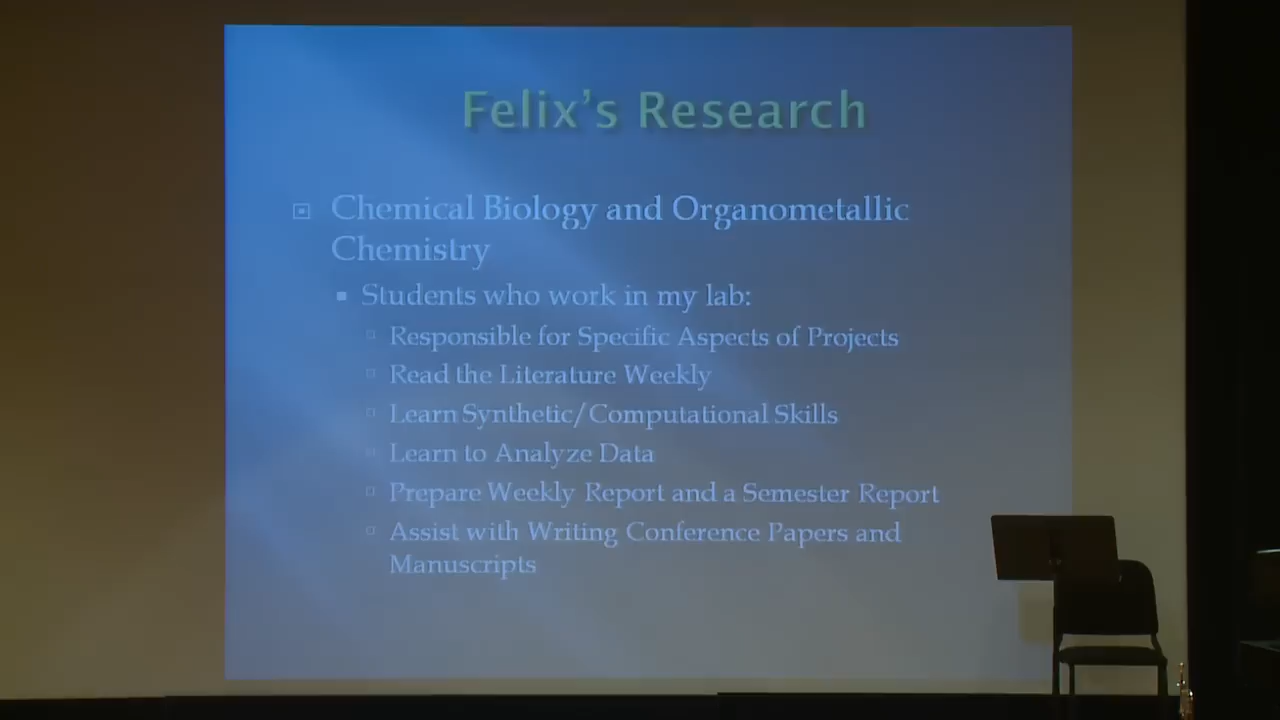 Felix's Research
Chemical Biology and Organometallic
Chemistry
Students who work in my lab:
Responsible for Specific Aspects of Projects
Read the Literature Weekly
Learn Synthetic/Computational Skills
Learn to Analyze Data
Prepare Weekly Report and a Semester Report
Assist with Writing Conference Papers and
Manuscripts